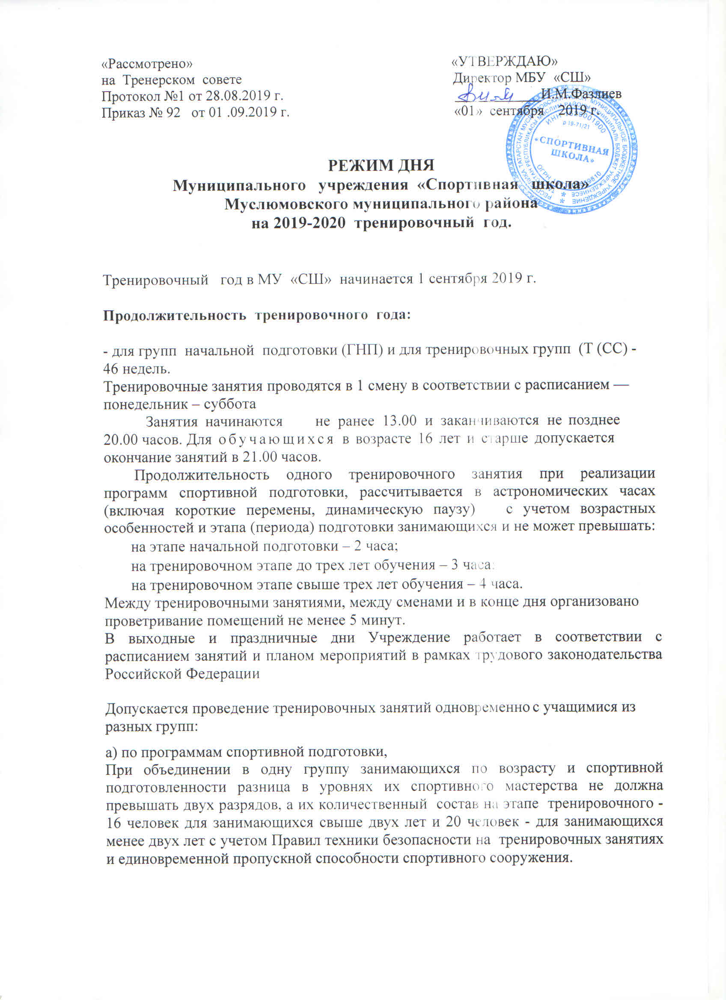 «Рассмотрено»
на Тренерском совете
Протокол №1 от 28.08.2019 г.
Приказ № 92 от 01 .09.2019 г.
«УТВЕРЖДАЮ»
Директор МБУ «СШ»
И.М.Фазлиев
«01» сентября 2019 г.
р 19-71/21
«СПОРТИВНАЯ
ШКОЛА»
РЕЖИМ ДНЯ
Муниципального учреждения «Спортивная школа»
Муслюмовского муниципального района
на 2019-2020 тренировочный год.
Тренировочный год в МУ «СШ» начинается 1 сентября 2019 г.
Продолжительность тренировочного года:
- для групп начальной подготовки (ГНП) и для тренировочных групп (Т (СС) -
46 недель.
Тренировочные занятия проводятся в 1 смену в соответствии с расписанием —
понедельник – суббота
Занятия начинаются не ранее 13.00 и заканчиваются не позднее
20.00 часов. Для обучающихся в возрасте 16 лет и старше допускается
окончание занятий в 21.00 часов.
Продолжительность одного тренировочного занятия при реализации
программ спортивной подготовки, рассчитывается в астрономических часах
(включая короткие перемены, динамическую паузу) с учетом возрастных
особенностей и этапа (периода) подготовки занимающихся и не может превышать:
на этапе начальной подготовки – 2 часа;
на тренировочном этапе до трех лет обучения – 3 часа;
на тренировочном этапе свыше трех лет обучения – 4 часа.
Между тренировочными занятиями, между сменами и в конце дня организовано
проветривание помещений не менее 5 минут.
В выходные и праздничные дни Учреждение работает в соответствии с
расписанием занятий и планом мероприятий в рамках трудового законодательства
Российской Федерации
Допускается проведение тренировочных занятий одновременно с учащимися из
разных групп:
а) по программам спортивной подготовки,
При объединении в одну группу занимающихся по возрасту и спортивной
подготовленности разница в уровнях их спортивного мастерства не должна
превышать двух разрядов, а их количественный состав на этапе тренировочного -
16 человек для занимающихся свыше двух лет и 20 человек - для занимающихся
менее двух лет с учетом Правил техники безопасности на тренировочных занятиях
и единовременной пропускной способности спортивного сооружения.